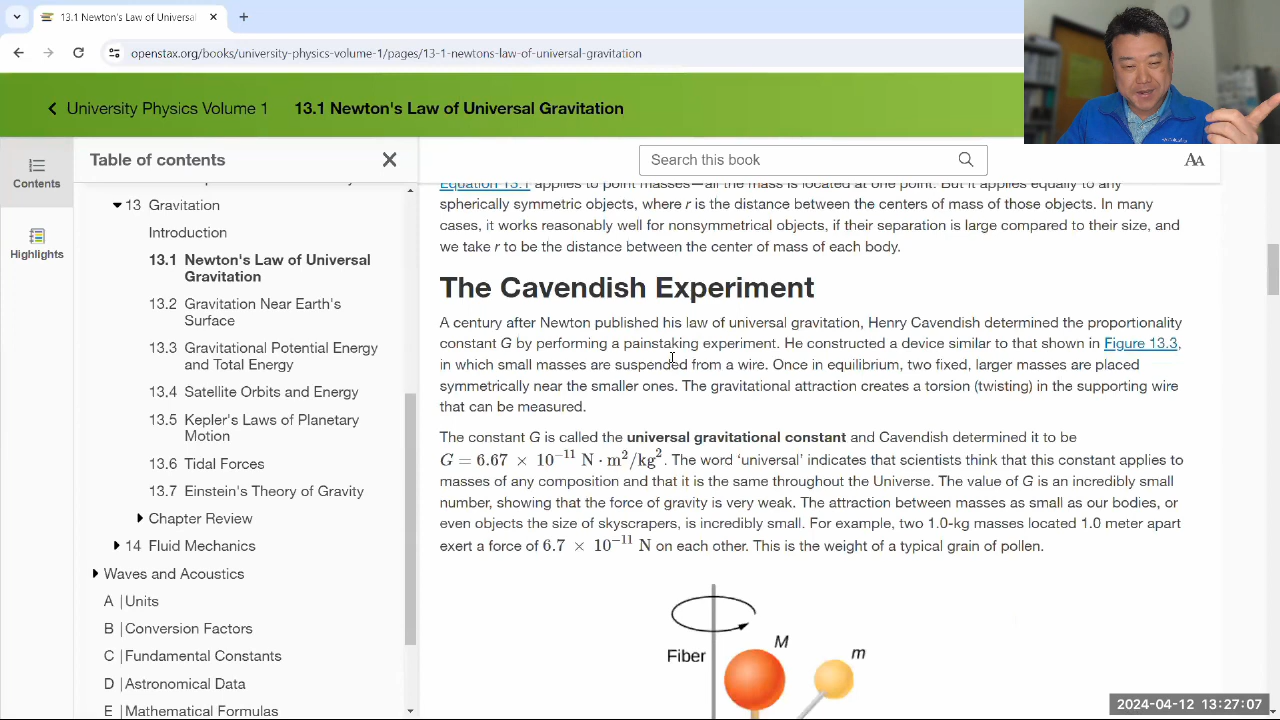 13.1 Newton's Law of Universal
openstax.org/books/university-physics-volume-1/pages/13-1-newtons-law-of-universal-gravitation
University Physics Volume 1
13.1 Newton's Law of Universal Gravitation
Contents
Highlights
Table of contents
Search this book
13 Gravitation
Introduction
13.1 Newton's Law of Universal
Gravitation
13.2 Gravitation Near Earth's
Surface
13.3 Gravitational Potential Energy
and Total Energy
13.4 Satellite Orbits and Energy
13.5 Kepler's Laws of Planetary
Motion
13.6 Tidal Forces
13.7 Einstein's Theory of Gravity
Chapter Review
14 Fluid Mechanics
Waves and Acoustics
A | Units
B | Conversion Factors
C | Fundamental Constants
D | Astronomical Data
E | Mathematical Formulas
Equation 13.1 applies to point masses—all the mass is located at one point. But it applies equally to any
spherically symmetric objects, where r is the distance between the centers of mass of those objects. In many
cases, it works reasonably well for nonsymmetrical objects, if their separation is large compared to their size, and
we take r to be the distance between the center of mass of each body.
The Cavendish Experiment
A century after Newton published his law of universal gravitation, Henry Cavendish determined the proportionality
constant G by performing a painstaking experiment. He constructed a device similar to that shown in Figure 13.3,
in which small masses are suspended from a wire. Once in equilibrium, two fixed, larger masses are placed
symmetrically near the smaller ones. The gravitational attraction creates a torsion (twisting) in the supporting wire
that can be measured.
The constant G is called the universal gravitational constant and Cavendish determined it to be
G = 6.67 × 10⁻¹¹ N · m²/kg². The word ‘universal’ indicates that scientists think that this constant applies to
masses of any composition and that it is the same throughout the Universe. The value of G is an incredibly small
number, showing that the force of gravity is very weak. The attraction between masses as small as our bodies, or
even objects the size of skyscrapers, is incredibly small. For example, two 1.0-kg masses located 1.0 meter apart
exert a force of 6.7 × 10⁻¹¹ N on each other. This is the weight of a typical grain of pollen.
Fiber
M
m
AA
2024-04-12 13:27:07